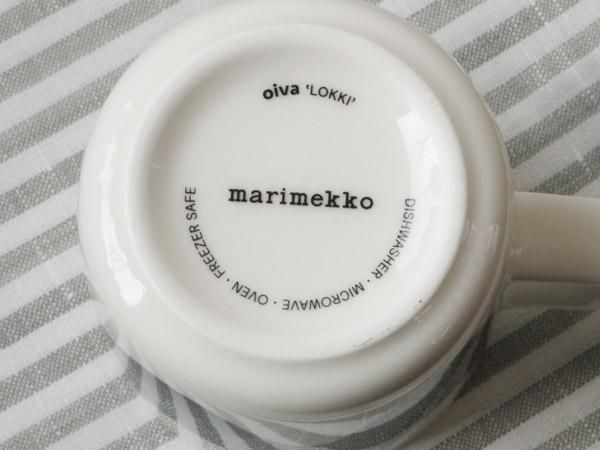 oiva 'LOKKI'
marimekko
DISHWASHER · MICROWAVE · OVEN · FREEZER SAFE